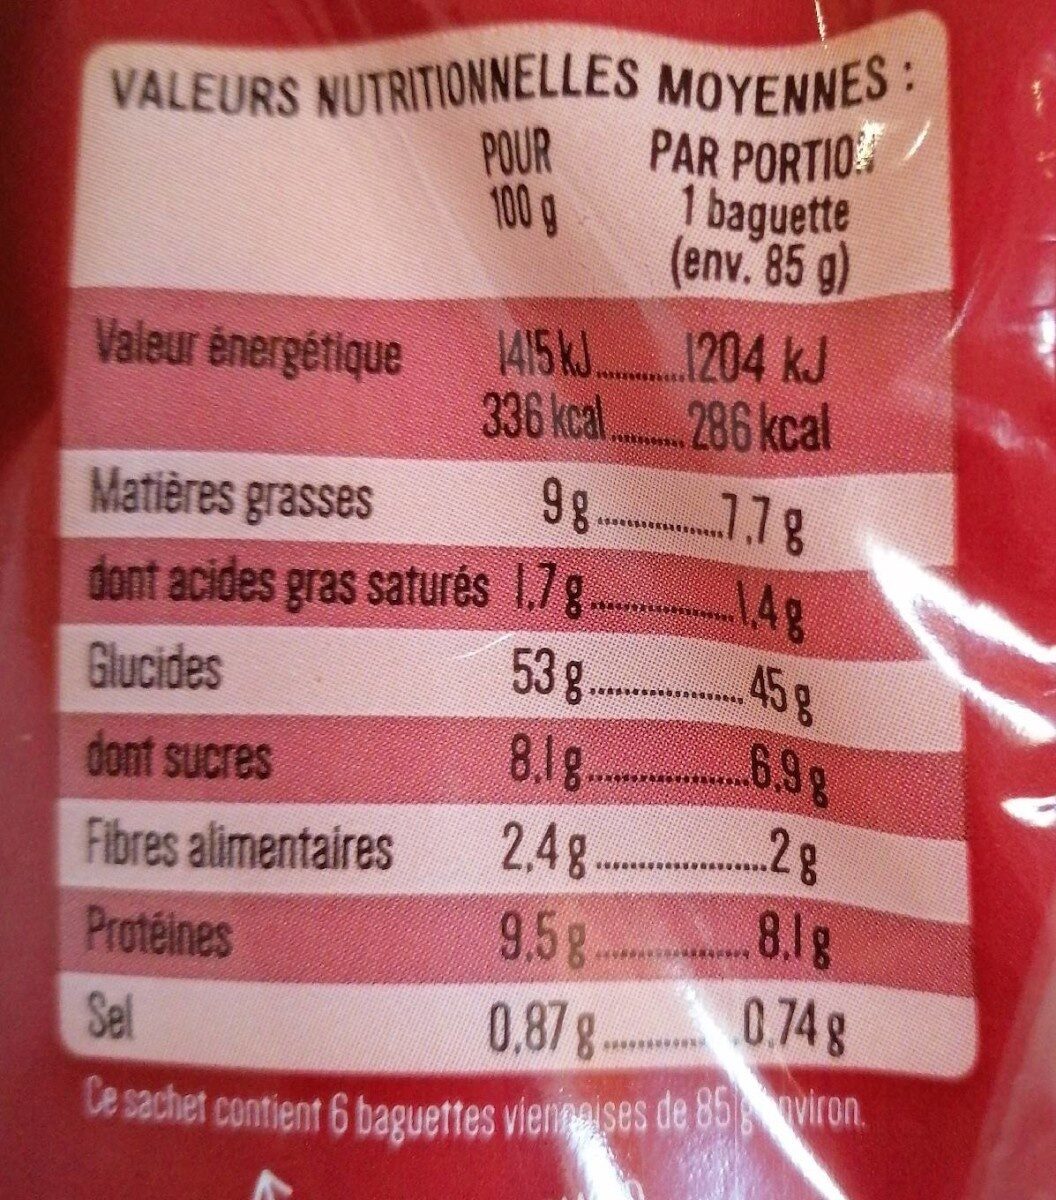 VALEURS NUTRITIONNELLES MOYENNES :
POUR 100 g
PAR PORTION 1 baguette (env. 85 g)
Valeur énergétique 1415 kJ 1204 kJ
336 kcal 286 kcal
Matières grasses 9 g 7,7 g
dont acides gras saturés 1,7 g 1,4 g
Glucides 53 g 45 g
dont sucres 8,1 g 6,9 g
Fibres alimentaires 2,4 g 2 g
Protéines 9,5 g 8,1 g
Sel 0,87 g 0,74 g
Ce sachet contient 6 baguettes viennoises de 85 g environ.